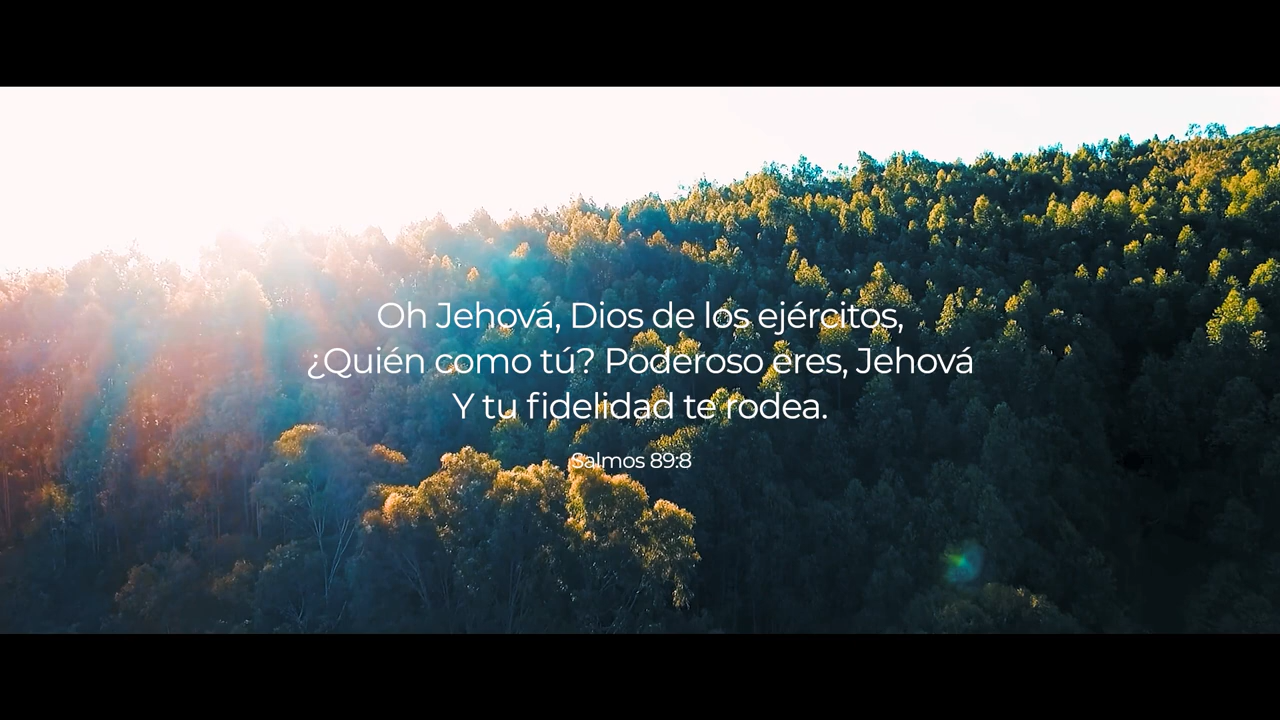 Oh Jehová, Dios de los ejércitos,
¿Quién como tú? Poderoso eres, Jehová
Y tu fidelidad te rodea.
Salmos 89:8